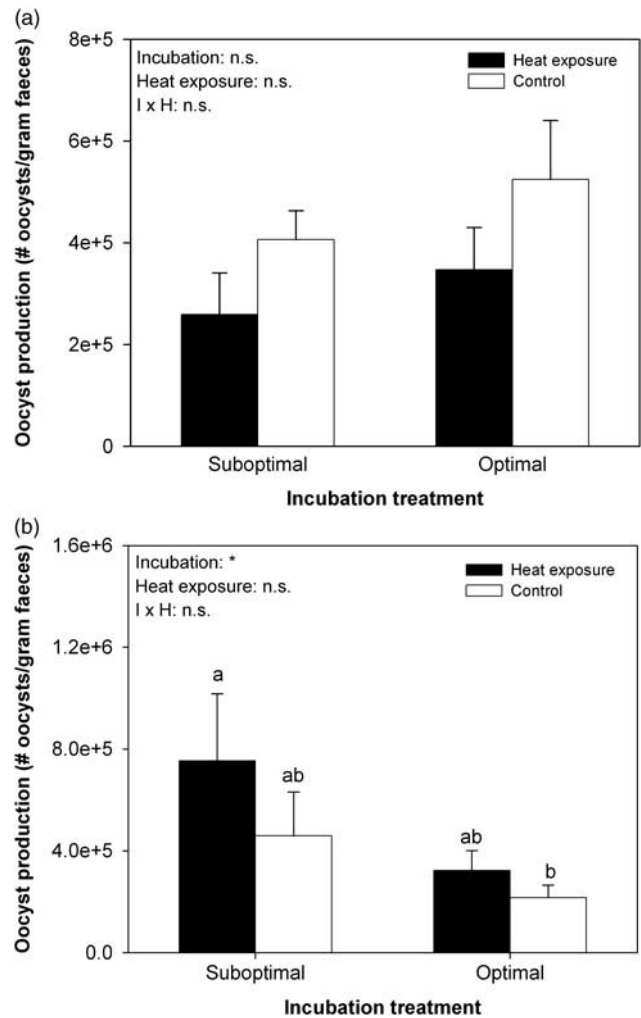 (a)
8e+5
Incubation: n.s.
Heat exposure: n.s.
I x H: n.s.
Heat exposure
Control
6e+5
4e+5
2e+5
0
Oocyst production (# oocysts/gram faeces)
Suboptimal
Optimal
Incubation treatment
(b)
1.6e+6
Incubation: *
Heat exposure: n.s.
I x H: n.s.
Heat exposure
Control
1.2e+6
8.0e+5
4.0e+5
0.0
Oocyst production (# oocysts/gram faeces)
a
ab
ab
b
Suboptimal
Optimal
Incubation treatment